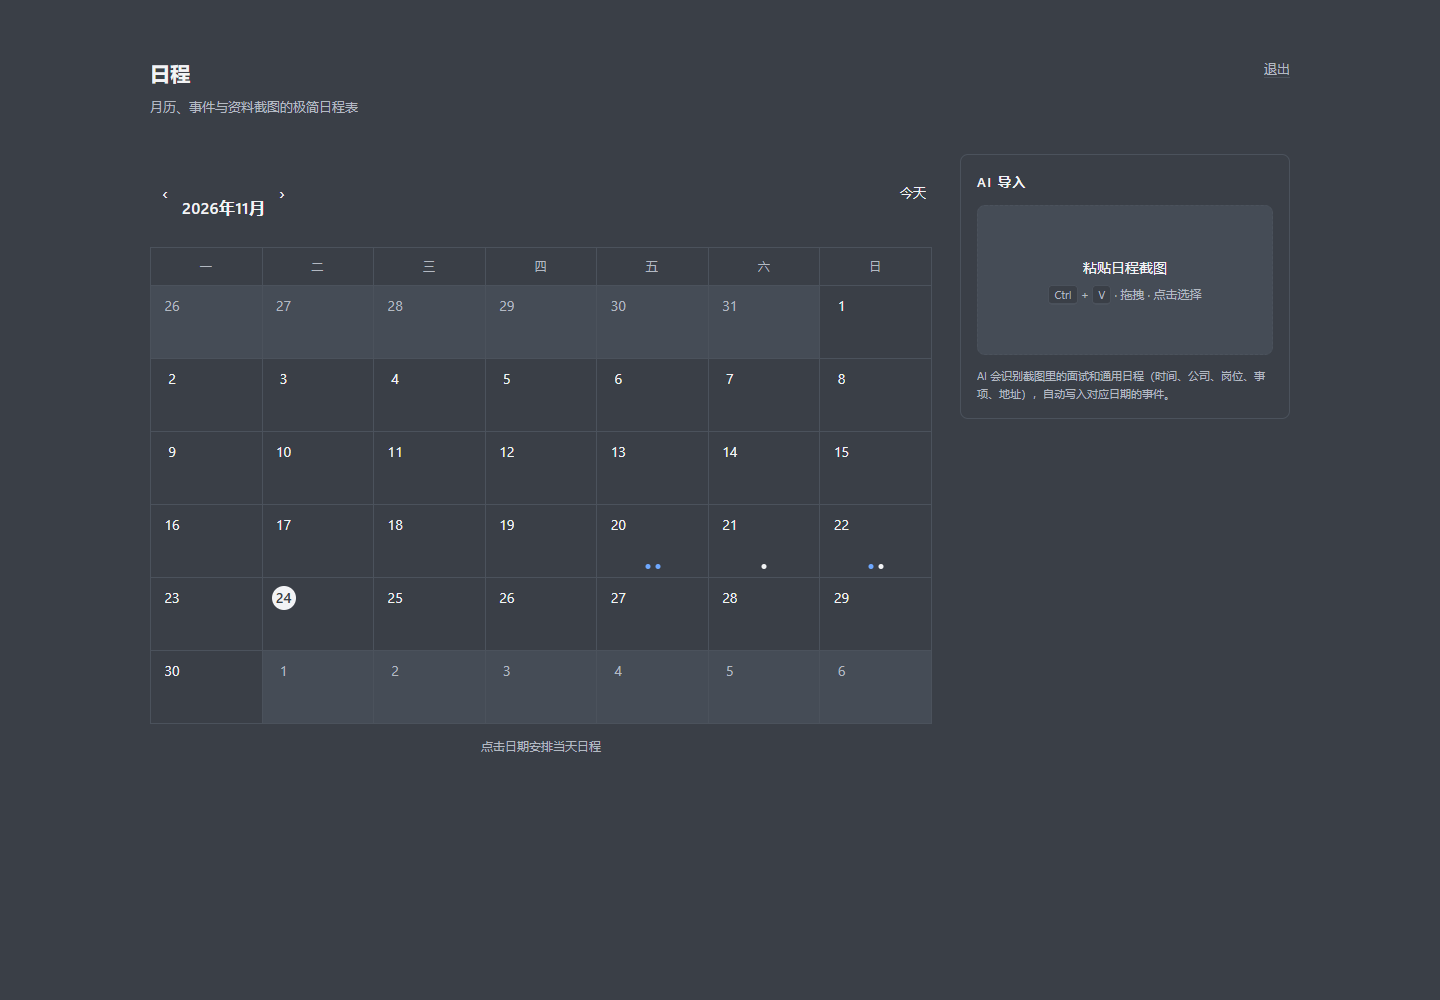 日程
退出
月历、事件与资料截图的极简日程表
‹ 2026年11月 ›
今天
一 二 三 四 五 六 日
26 27 28 29 30 31 1
2 3 4 5 6 7 8
9 10 11 12 13 14 15
16 17 18 19 20 21 22
23 24 25 26 27 28 29
30 1 2 3 4 5 6
点击日期安排当天日程
AI 导入
粘贴日程截图
Ctrl + V · 拖拽 · 点击选择
AI 会识别截图里的面试和通用日程（时间、公司、岗位、事
项、地址），自动写入对应日期的事件。